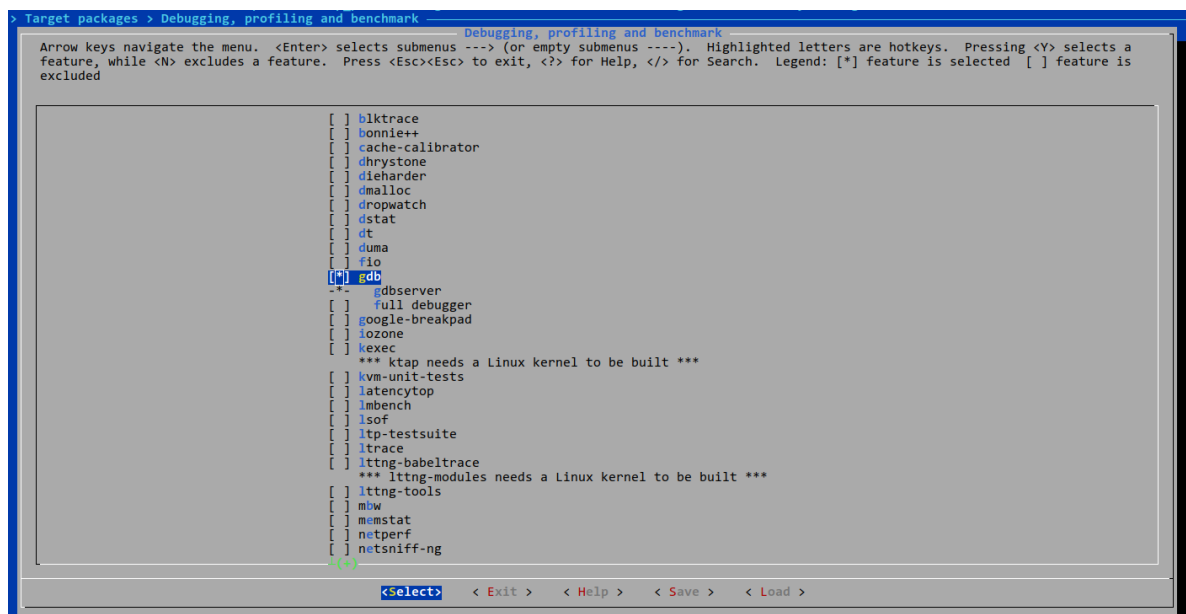 > Target packages > Debugging, profiling and benchmark
Debugging, profiling and benchmark
Arrow keys navigate the menu.  <Enter> selects submenus ---> (or empty submenus ----).  Highlighted letters are hotkeys.  Pressing <Y> selects a
feature, while <N> excludes a feature.  Press <Esc><Esc> to exit, <?> for Help, </> for Search.  Legend: [*] feature is selected  [ ] feature is
excluded
[ ] blktrace
[ ] bonnie++
[ ] cache-calibrator
[ ] dhrystone
[ ] dieharder
[ ] dmalloc
[ ] dropwatch
[ ] dstat
[ ] dt
[ ] duma
[ ] fio
[*] gdb
-*-   gdbserver
[ ]   full debugger
[ ] google-breakpad
[ ] iozone
[ ] kexec
*** ktap needs a Linux kernel to be built ***
[ ] kvm-unit-tests
[ ] latencytop
[ ] lmbench
[ ] lsof
[ ] ltp-testsuite
[ ] ltrace
[ ] lttng-babeltrace
*** lttng-modules needs a Linux kernel to be built ***
[ ] lttng-tools
[ ] mbw
[ ] memstat
[ ] netperf
[ ] netsniff-ng
<Select>    < Exit >    < Help >    < Save >    < Load >